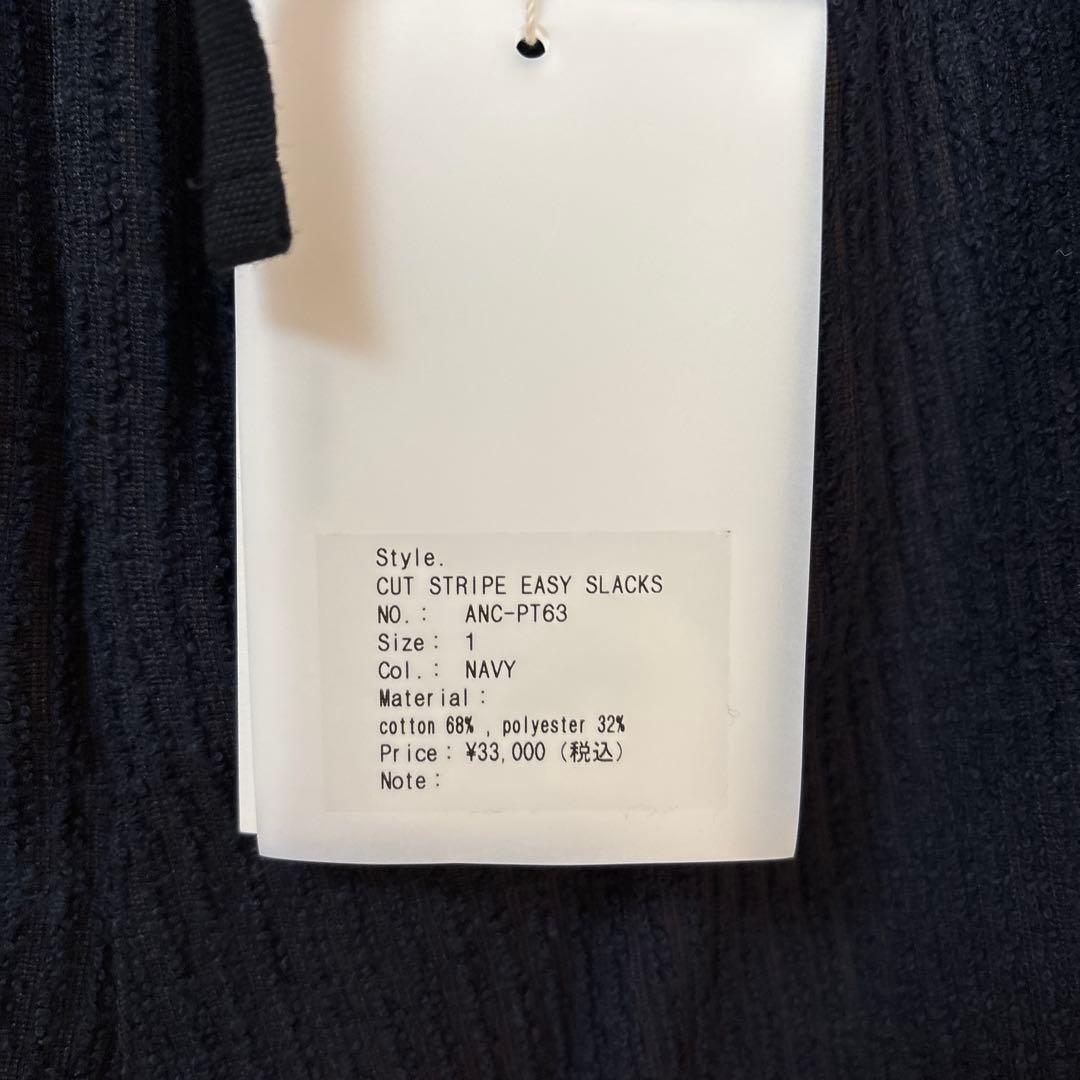 Style.
CUT STRIPE EASY SLACKS
NO.: ANC-PT63
Size: 1
Col.: NAVY
Material:
cotton 68% , polyester 32%
Price: ¥33,000 (税込)
Note: